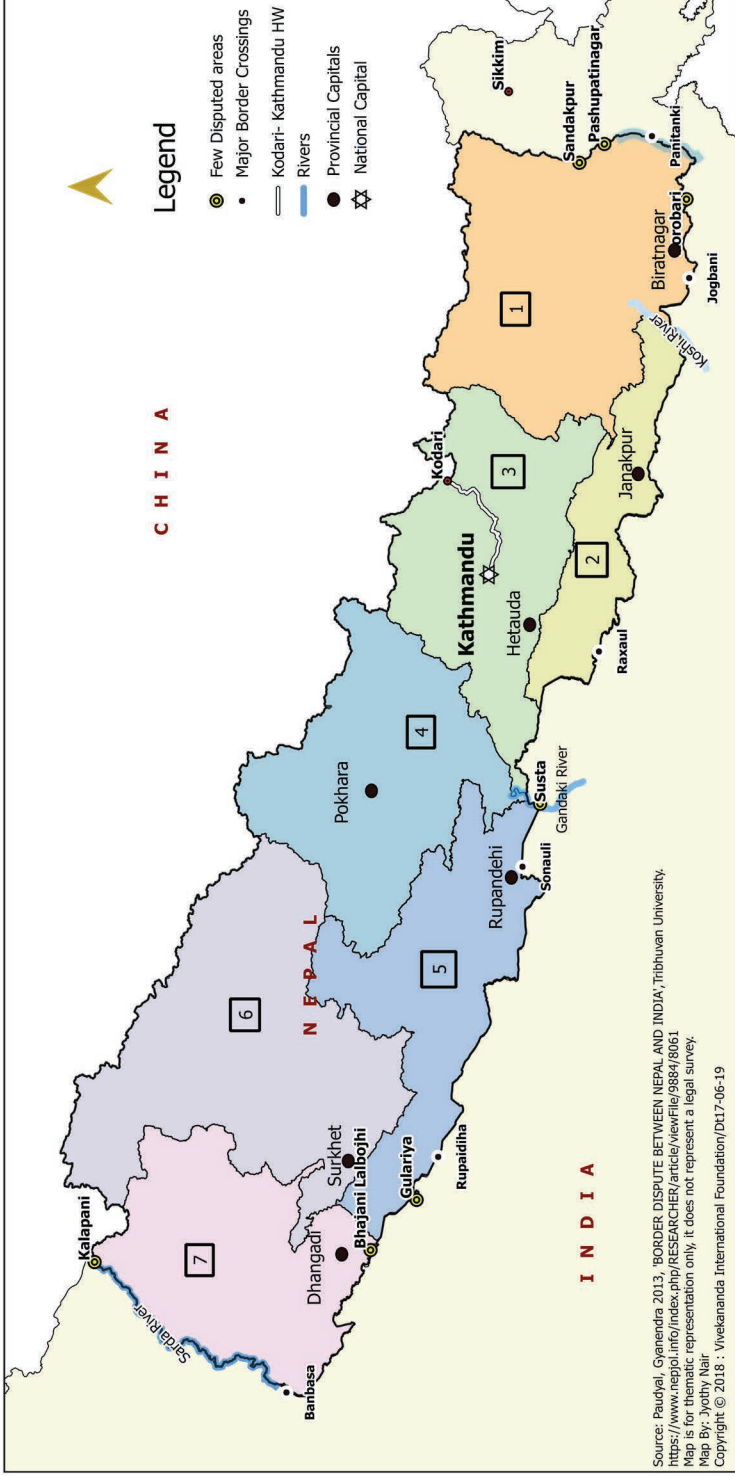 Legend
Few Disputed areas
Major Border Crossings
Kodari- Kathmandu HW
Rivers
Provincial Capitals
National Capital
CHINA
NEPAL
INDIA
Kalapani
Sarda River
Banbasa
7
Dhangadi
Bhajani Lalbojhi
Surkhet
6
Gulariya
Rupaidiha
5
Rupandehi
Sonauli
Susta
Gandaki River
Pokhara
4
Kathmandu
Kodari
3
Hetauda
2
Raxaul
Janakpur
1
Koshi River
Biratnagar
orobari
Jogbani
Panitanki
Pashupatinagar
Sandakpur
Sikkim
Source: Paudyal, Gyanendra 2013, 'BORDER DISPUTE BETWEEN NEPAL AND INDIA', Tribhuvan University.
https://www.nepjol.info/index.php/RESEARCHER/article/viewFile/9884/8061
Map is for thematic representation only, it does not represent a legal survey.
Map By: Jyothy Nair
Copyright © 2018 : Vivekananda International Foundation/Dt17-06-19